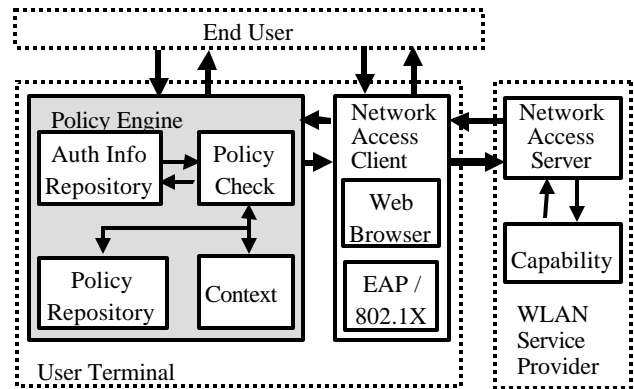 End User
Policy Engine
Auth Info
Repository
Policy
Check
Policy
Repository
Context
Network
Access
Client
Web
Browser
EAP /
802.1X
User Terminal
Network
Access
Server
Capability
WLAN
Service
Provider